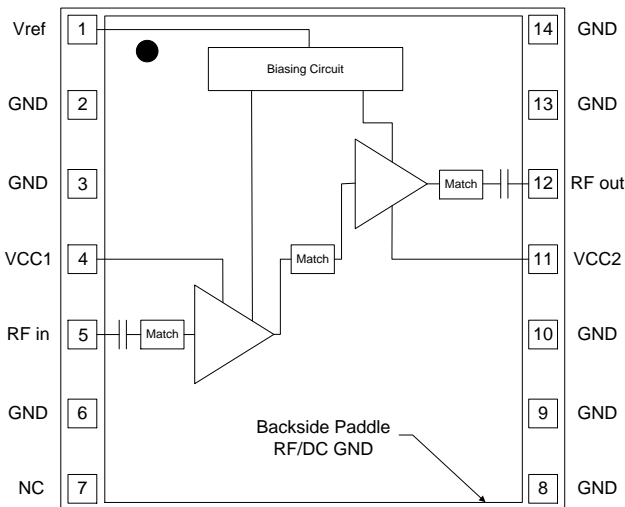 Vref 1 14 GND
Biasing Circuit
GND 2 13 GND
GND 3 Match 12 RF out
VCC1 4 Match 11 VCC2
RF in 5 Match 10 GND
GND 6 9 GND
Backside Paddle
RF/DC GND
NC 7 8 GND